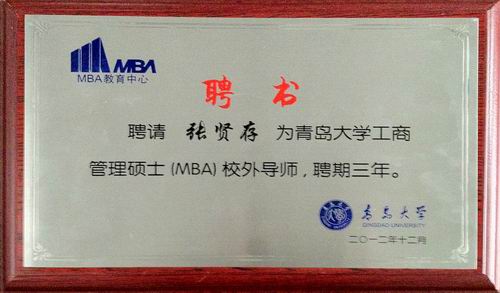 MBA
MBA教育中心
聘书
聘请 张贤存 为青岛大学工商
管理硕士(MBA)校外导师,聘期三年。
青岛大学
QINGDAO UNIVERSITY
二〇一二年十二月